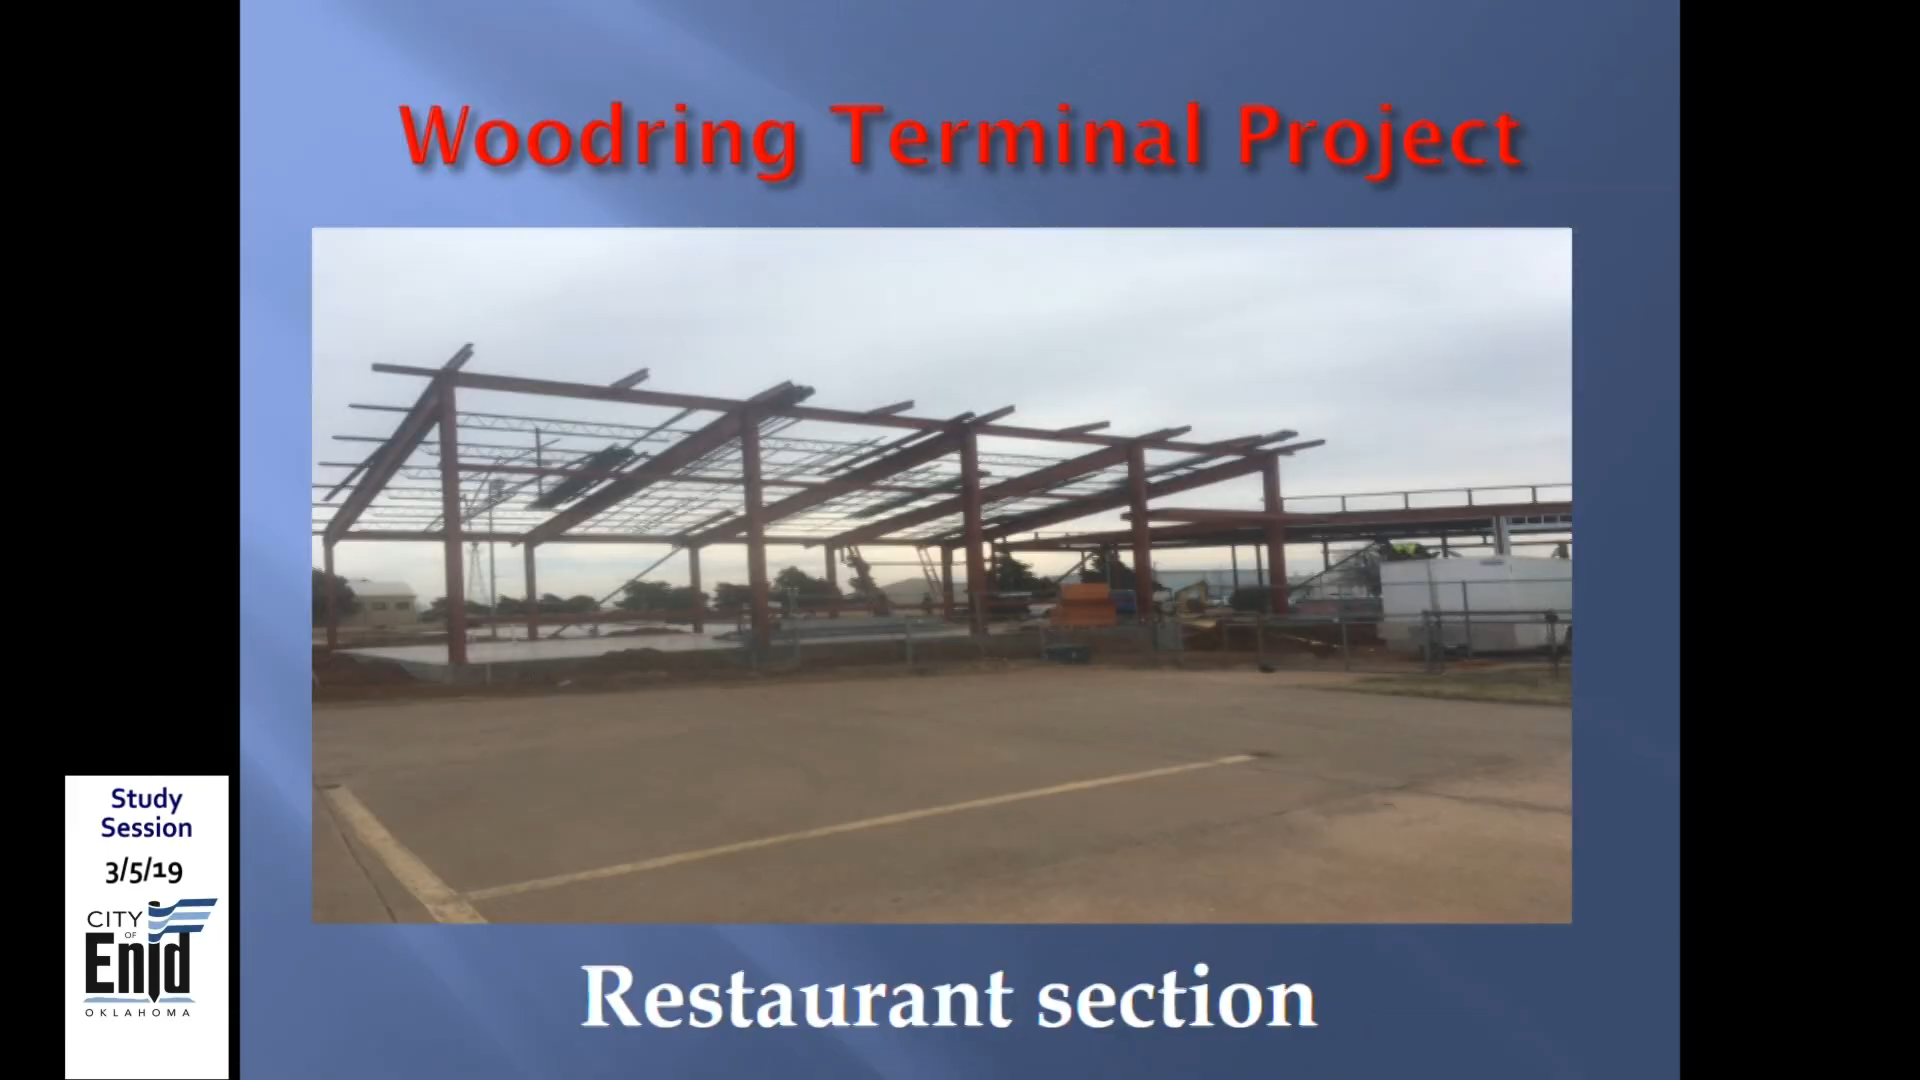 Woodring Terminal Project
Restaurant section
Study
Session
3/5/19
CITY
OF
Enid
OKLAHOMA